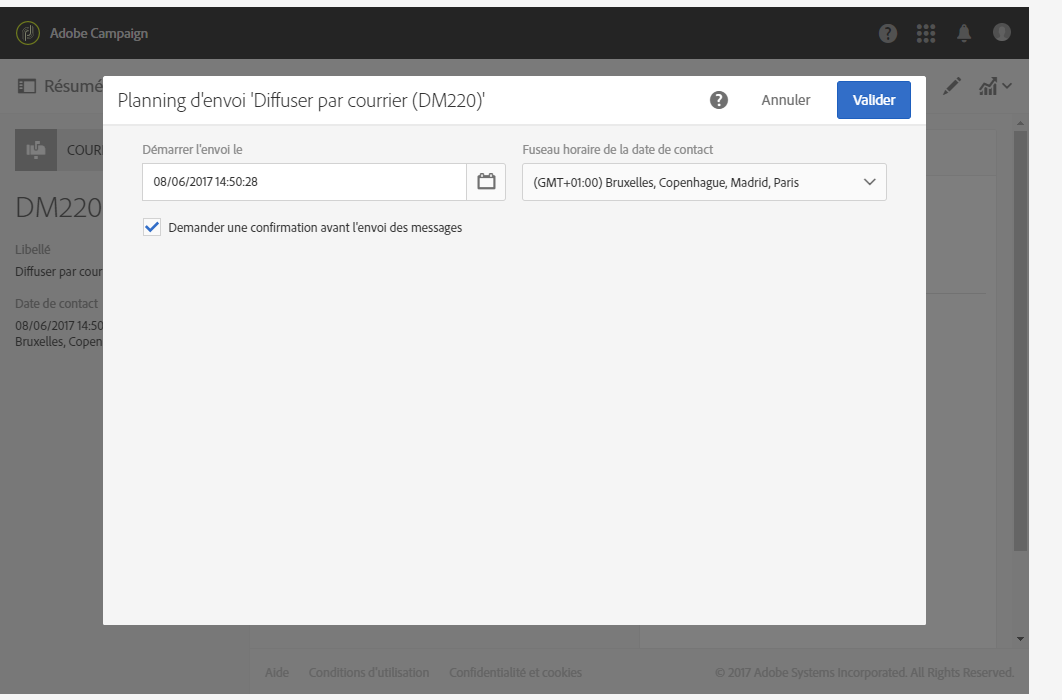 Adobe Campaign
Résumé
Planning d'envoi 'Diffuser par courrier (DM220)'
Annuler
Valider
COUR
Démarrer l'envoi le
Fuseau horaire de la date de contact
08/06/2017 14:50:28
(GMT+01:00) Bruxelles, Copenhague, Madrid, Paris
Demander une confirmation avant l'envoi des messages
DM220
Libellé
Diffuser par cour
Date de contact
08/06/2017 14:50
Bruxelles, Copen
Aide Conditions d'utilisation Confidentialité et cookies © 2017 Adobe Systems Incorporated. All Rights Reserved.